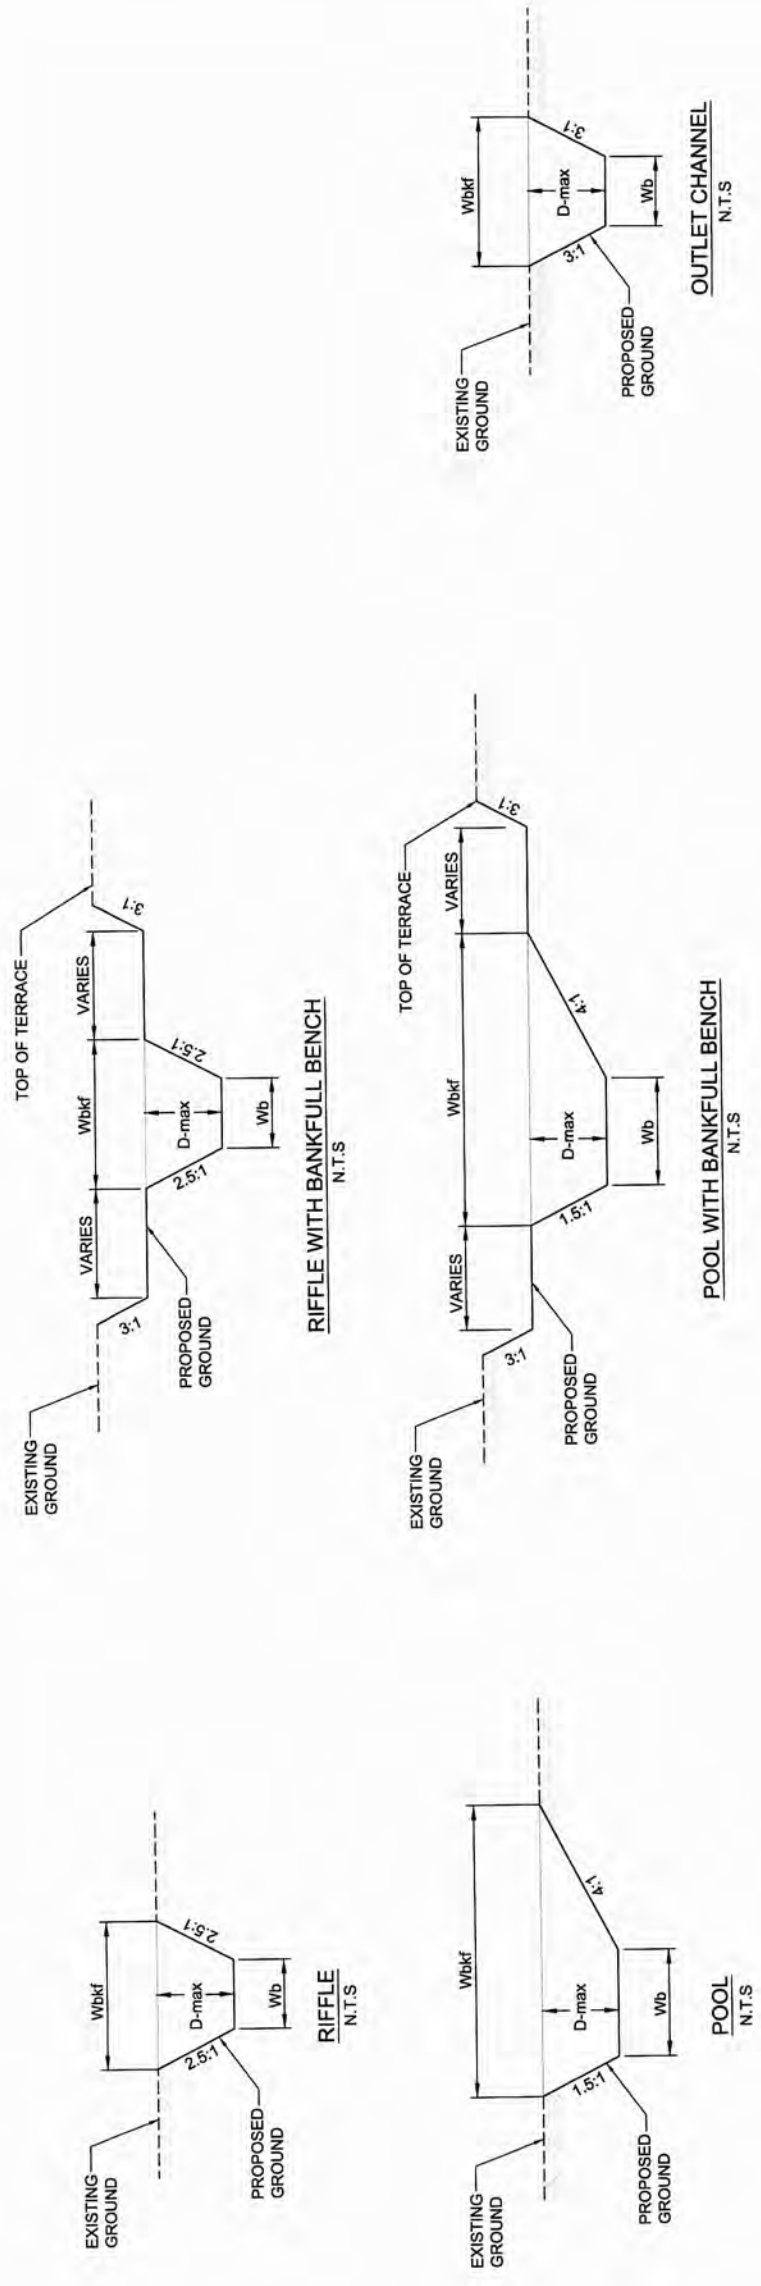 Wbkf
EXISTING
GROUND
2.5:1
D-max
2.5:1
PROPOSED
GROUND
Wb
RIFFLE
N.T.S
TOP OF TERRACE
VARIES
Wbkf
VARIES
EXISTING
GROUND
3:1
3:1
2.5:1
D-max
2.5:1
PROPOSED
GROUND
Wb
RIFFLE WITH BANKFULL BENCH
N.T.S
Wbkf
EXISTING
GROUND
1.5:1
D-max
4:1
PROPOSED
GROUND
Wb
POOL
N.T.S
TOP OF TERRACE
VARIES
Wbkf
VARIES
EXISTING
GROUND
3:1
3:1
1.5:1
D-max
4:1
PROPOSED
GROUND
Wb
POOL WITH BANKFULL BENCH
N.T.S
Wbkf
EXISTING
GROUND
3:1
D-max
3:1
PROPOSED
GROUND
Wb
OUTLET CHANNEL
N.T.S